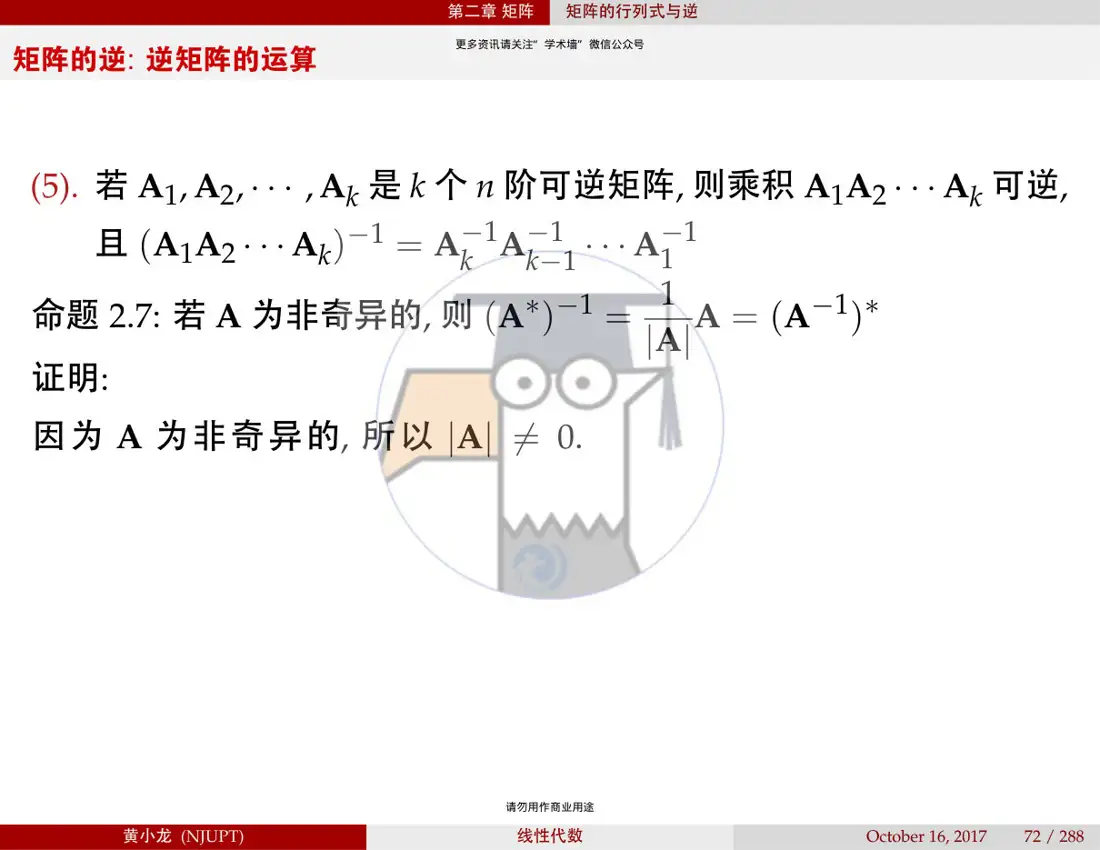 第二章 矩阵 矩阵的行列式与逆
更多资讯请关注“学术墙”微信公众号
矩阵的逆: 逆矩阵的运算
(5). 若 A₁, A₂, ⋯ , Aₖ 是 k 个 n 阶可逆矩阵, 则乘积 A₁A₂ ⋯ Aₖ 可逆,
且 (A₁A₂ ⋯ Aₖ)⁻¹ = Aₖ⁻¹Aₖ₋₁⁻¹ ⋯ A₁⁻¹
命题 2.7: 若 A 为非奇异的, 则 (A*)⁻¹ = 1/|A| A = (A⁻¹)*
证明:
因为 A 为非奇异的, 所以 |A| ≠ 0.
请勿用作商业用途
黄小龙 (NJUPT) 线性代数 October 16, 2017 72 / 288